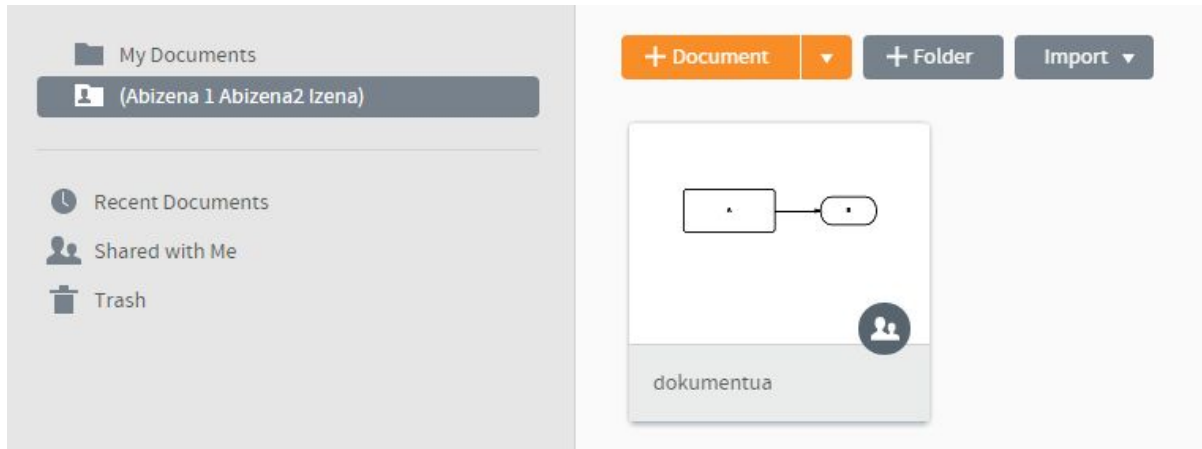 My Documents
(Abizena 1 Abizena2 Izena)
Recent Documents
Shared with Me
Trash
+ Document
+ Folder
Import
A
dokumentua